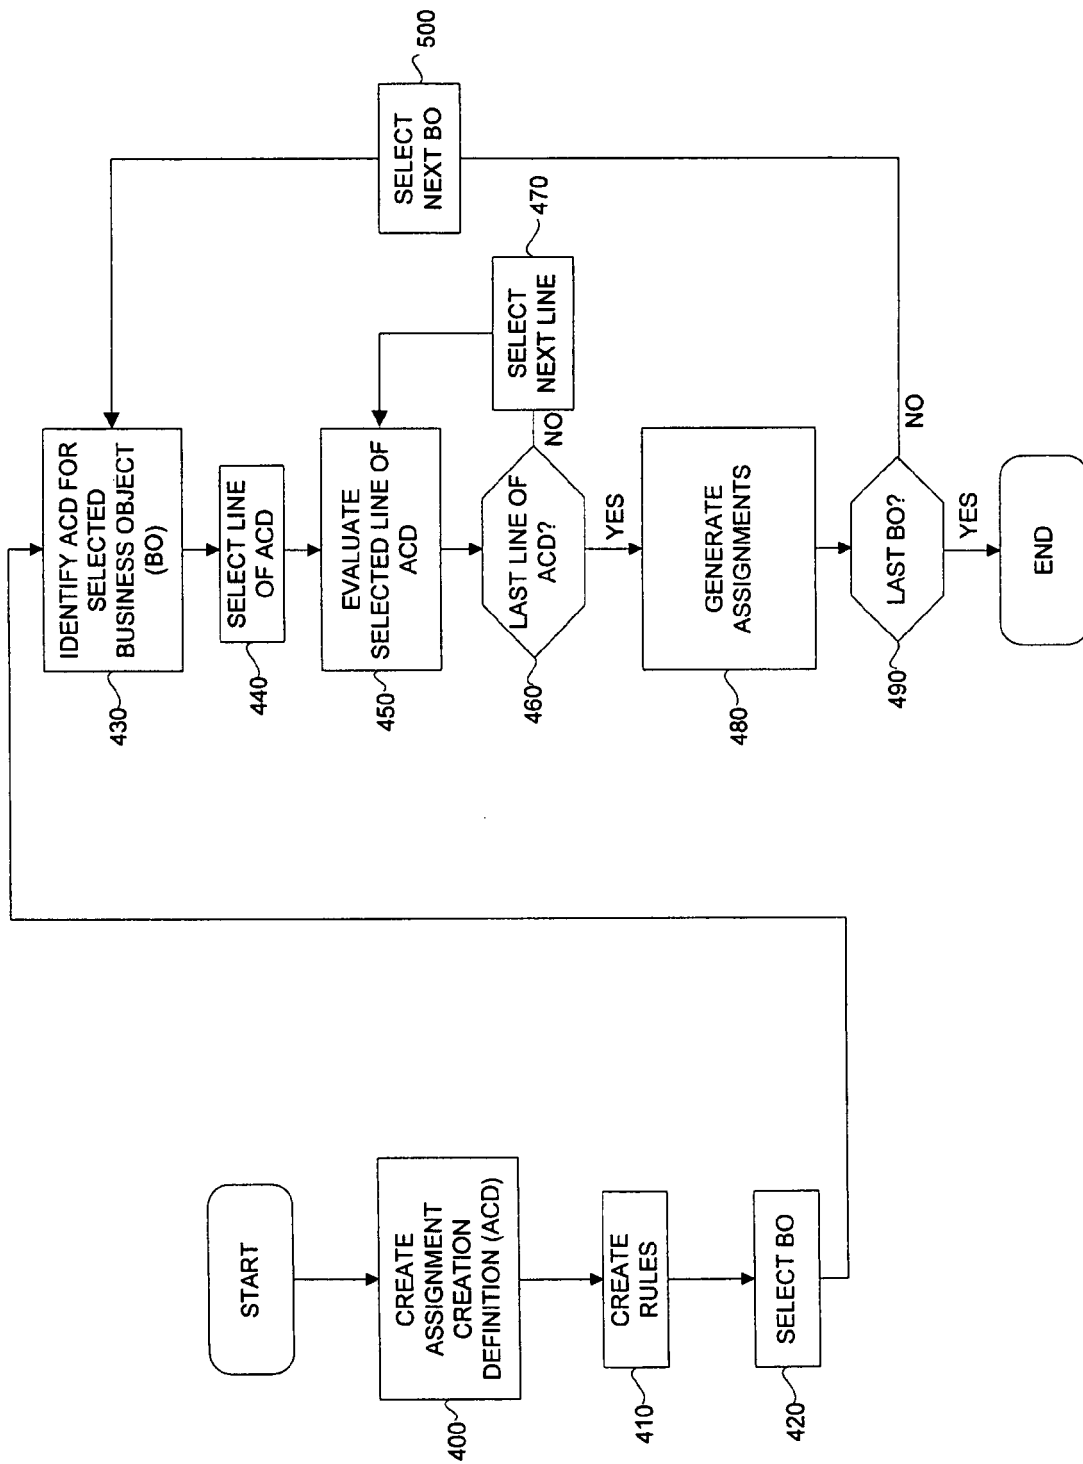 START
CREATE
ASSIGNMENT
CREATION
DEFINITION (ACD)
400
CREATE
RULES
410
SELECT BO
420
IDENTIFY ACD FOR
SELECTED
BUSINESS OBJECT
(BO)
430
SELECT LINE
OF ACD
440
EVALUATE
SELECTED LINE OF
ACD
450
LAST LINE OF
ACD?
460
NO
SELECT
NEXT LINE
470
YES
GENERATE
ASSIGNMENTS
480
LAST BO?
490
NO
SELECT
NEXT BO
500
YES
END